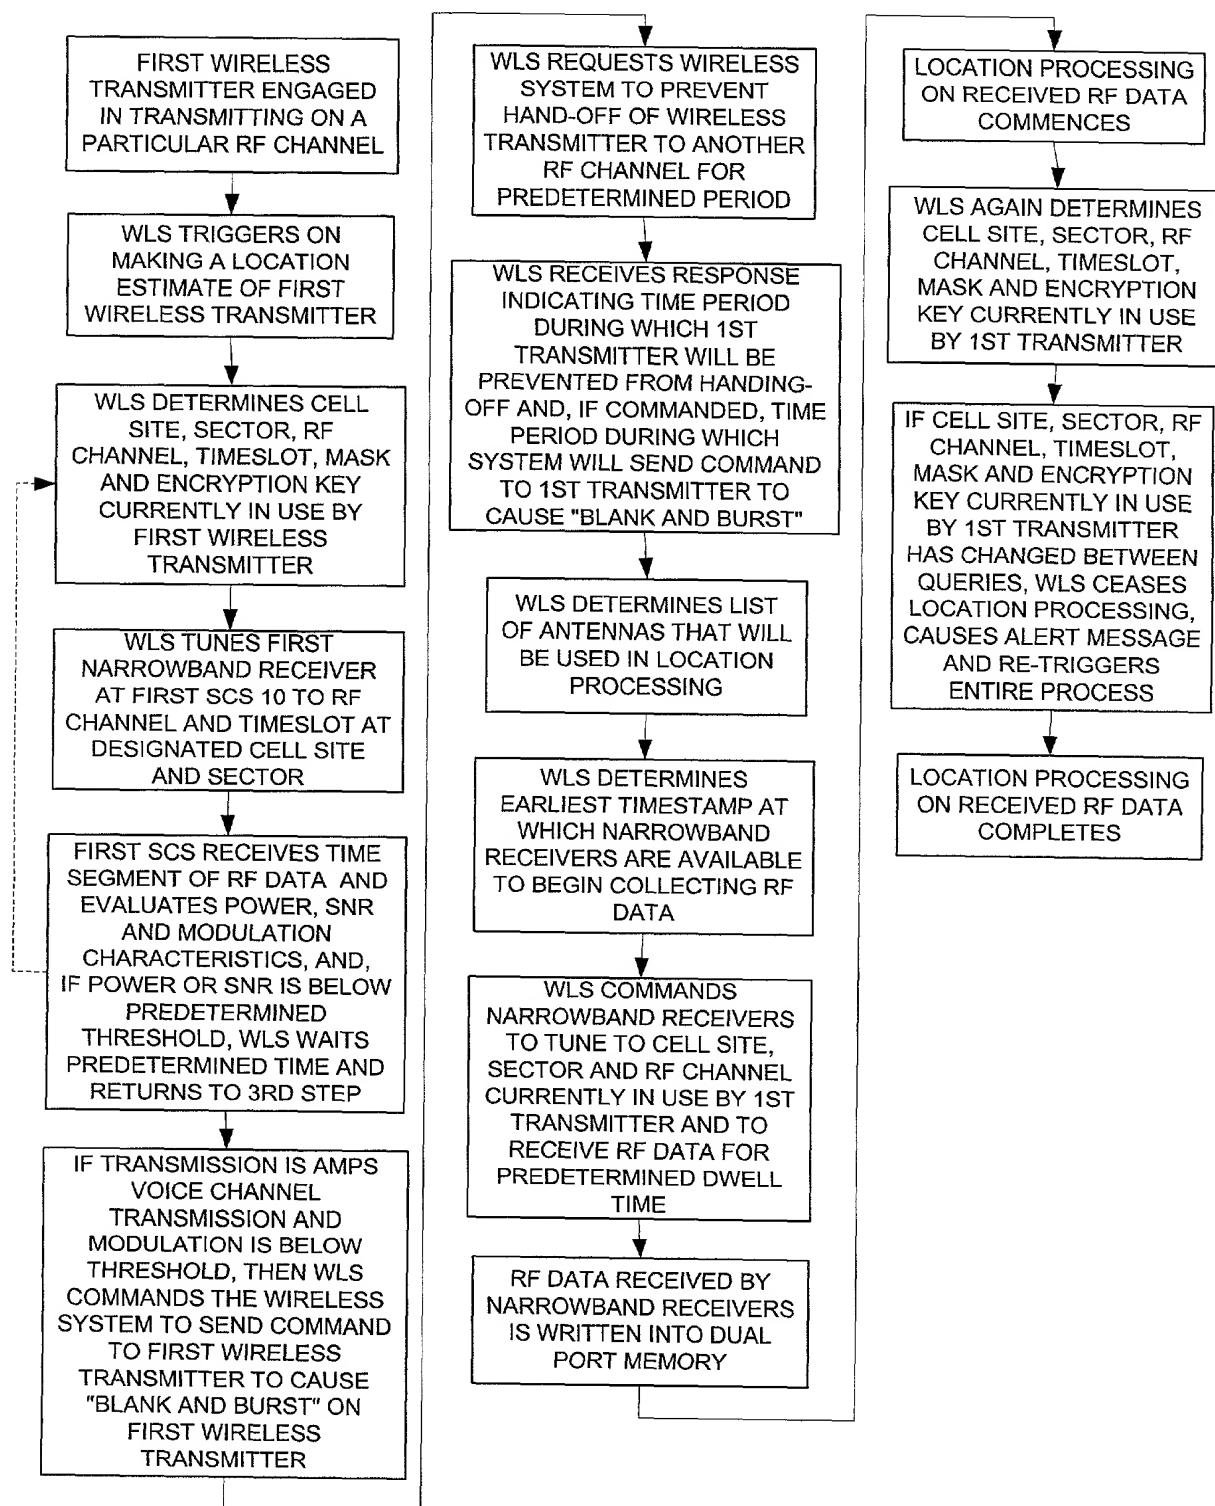 FIRST WIRELESS
TRANSMITTER ENGAGED
IN TRANSMITTING ON A
PARTICULAR RF CHANNEL
WLS TRIGGERS ON
MAKING A LOCATION
ESTIMATE OF FIRST
WIRELESS TRANSMITTER
WLS DETERMINES CELL
SITE, SECTOR, RF
CHANNEL, TIMESLOT, MASK
AND ENCRYPTION KEY
CURRENTLY IN USE BY
FIRST WIRELESS
TRANSMITTER
WLS TUNES FIRST
NARROWBAND RECEIVER
AT FIRST SCS 10 TO RF
CHANNEL AND TIMESLOT AT
DESIGNATED CELL SITE
AND SECTOR
FIRST SCS RECEIVES TIME
SEGMENT OF RF DATA AND
EVALUATES POWER, SNR
AND MODULATION
CHARACTERISTICS, AND,
IF POWER OR SNR IS BELOW
PREDETERMINED
THRESHOLD, WLS WAITS
PREDETERMINED TIME AND
RETURNS TO 3RD STEP
IF TRANSMISSION IS AMPS
VOICE CHANNEL
TRANSMISSION AND
MODULATION IS BELOW
THRESHOLD, THEN WLS
COMMANDS THE WIRELESS
SYSTEM TO SEND COMMAND
TO FIRST WIRELESS
TRANSMITTER TO CAUSE
"BLANK AND BURST" ON
FIRST WIRELESS
TRANSMITTER
WLS REQUESTS WIRELESS
SYSTEM TO PREVENT
HAND-OFF OF WIRELESS
TRANSMITTER TO ANOTHER
RF CHANNEL FOR
PREDETERMINED PERIOD
WLS RECEIVES RESPONSE
INDICATING TIME PERIOD
DURING WHICH 1ST
TRANSMITTER WILL BE
PREVENTED FROM HANDING-
OFF AND, IF COMMANDED, TIME
PERIOD DURING WHICH
SYSTEM WILL SEND COMMAND
TO 1ST TRANSMITTER TO
CAUSE "BLANK AND BURST"
WLS DETERMINES LIST
OF ANTENNAS THAT WILL
BE USED IN LOCATION
PROCESSING
WLS DETERMINES
EARLIEST TIMESTAMP AT
WHICH NARROWBAND
RECEIVERS ARE AVAILABLE
TO BEGIN COLLECTING RF
DATA
WLS COMMANDS
NARROWBAND RECEIVERS
TO TUNE TO CELL SITE,
SECTOR AND RF CHANNEL
CURRENTLY IN USE BY 1ST
TRANSMITTER AND TO
RECEIVE RF DATA FOR
PREDETERMINED DWELL
TIME
RF DATA RECEIVED BY
NARROWBAND RECEIVERS
IS WRITTEN INTO DUAL
PORT MEMORY
LOCATION PROCESSING
ON RECEIVED RF DATA
COMMENCES
WLS AGAIN DETERMINES
CELL SITE, SECTOR, RF
CHANNEL, TIMESLOT,
MASK AND ENCRYPTION
KEY CURRENTLY IN USE
BY 1ST TRANSMITTER
IF CELL SITE, SECTOR, RF
CHANNEL, TIMESLOT,
MASK AND ENCRYPTION
KEY CURRENTLY IN USE
BY 1ST TRANSMITTER
HAS CHANGED BETWEEN
QUERIES, WLS CEASES
LOCATION PROCESSING,
CAUSES ALERT MESSAGE
AND RE-TRIGGERS
ENTIRE PROCESS
LOCATION PROCESSING
ON RECEIVED RF DATA
COMPLETES